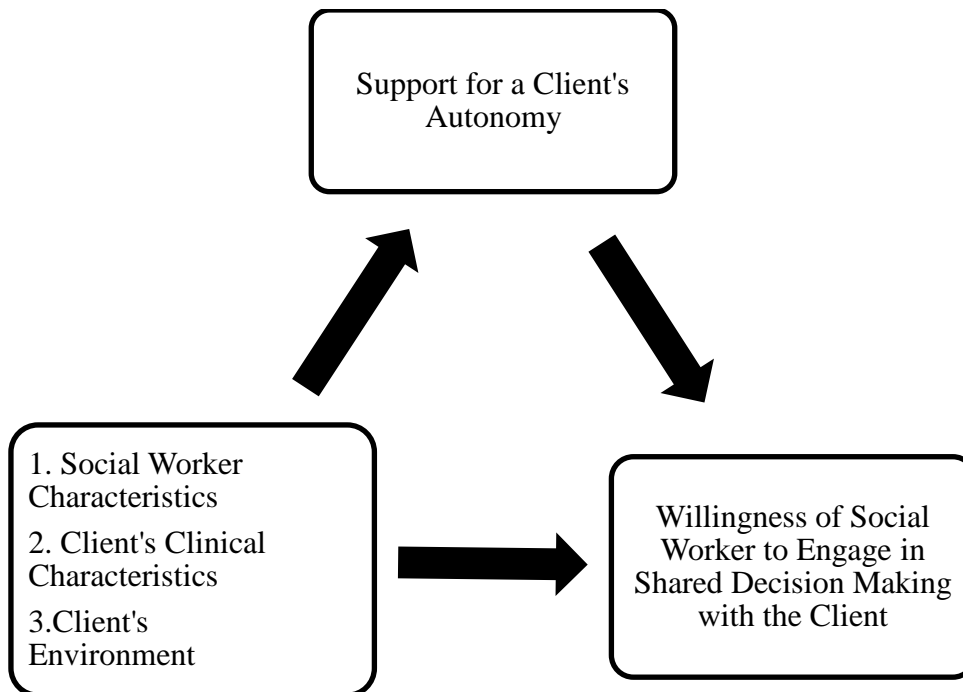 Support for a Client's
Autonomy
1. Social Worker
Characteristics
2. Client's Clinical
Characteristics
3.Client's
Environment
Willingness of Social
Worker to Engage in
Shared Decision Making
with the Client